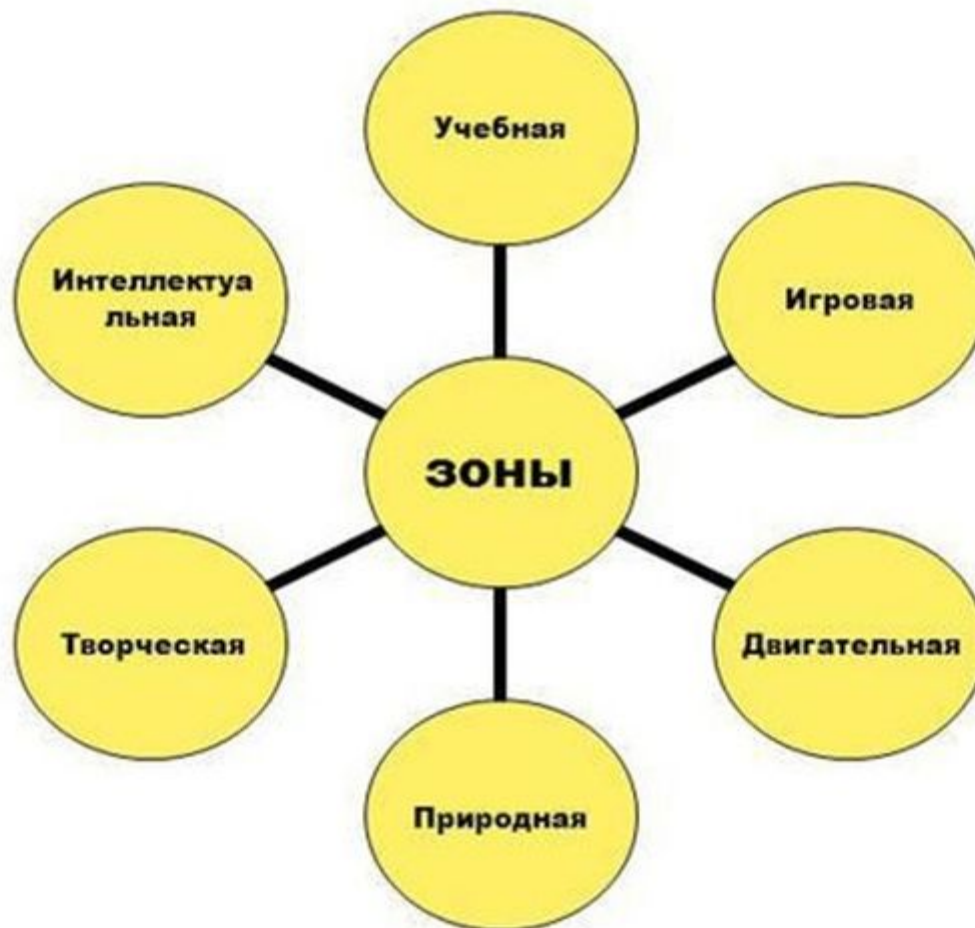 Учебная
Интеллектуа
льная
Игровая
зоны
Творческая
Двигательная
Природная